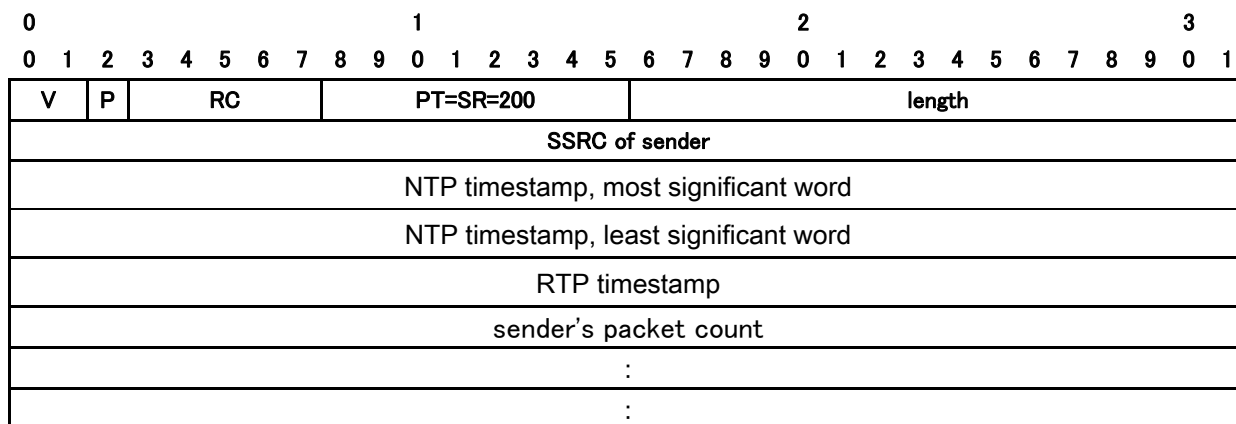 0 1 2 3
0 1 2 3 4 5 6 7 8 9 0 1 2 3 4 5 6 7 8 9 0 1 2 3 4 5 6 7 8 9 0 1
V P RC PT=SR=200 length
SSRC of sender
NTP timestamp, most significant word
NTP timestamp, least significant word
RTP timestamp
sender's packet count
:
: